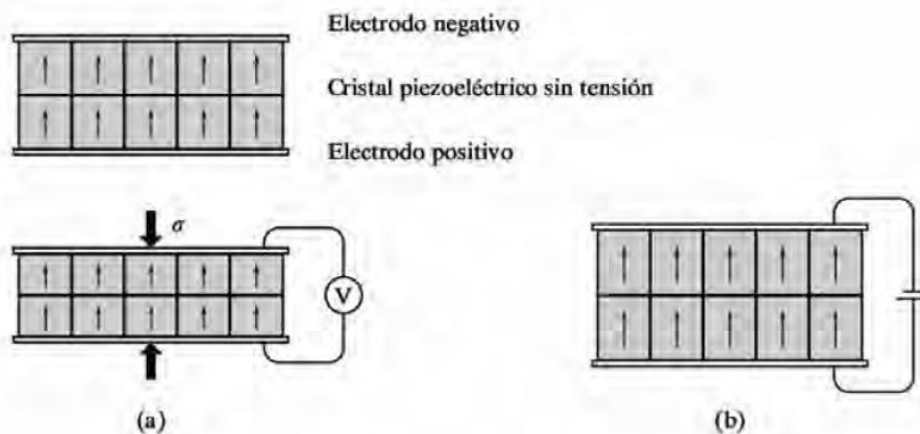 Electrodo negativo
Cristal piezoeléctrico sin tensión
Electrodo positivo
σ
V
(a)
(b)